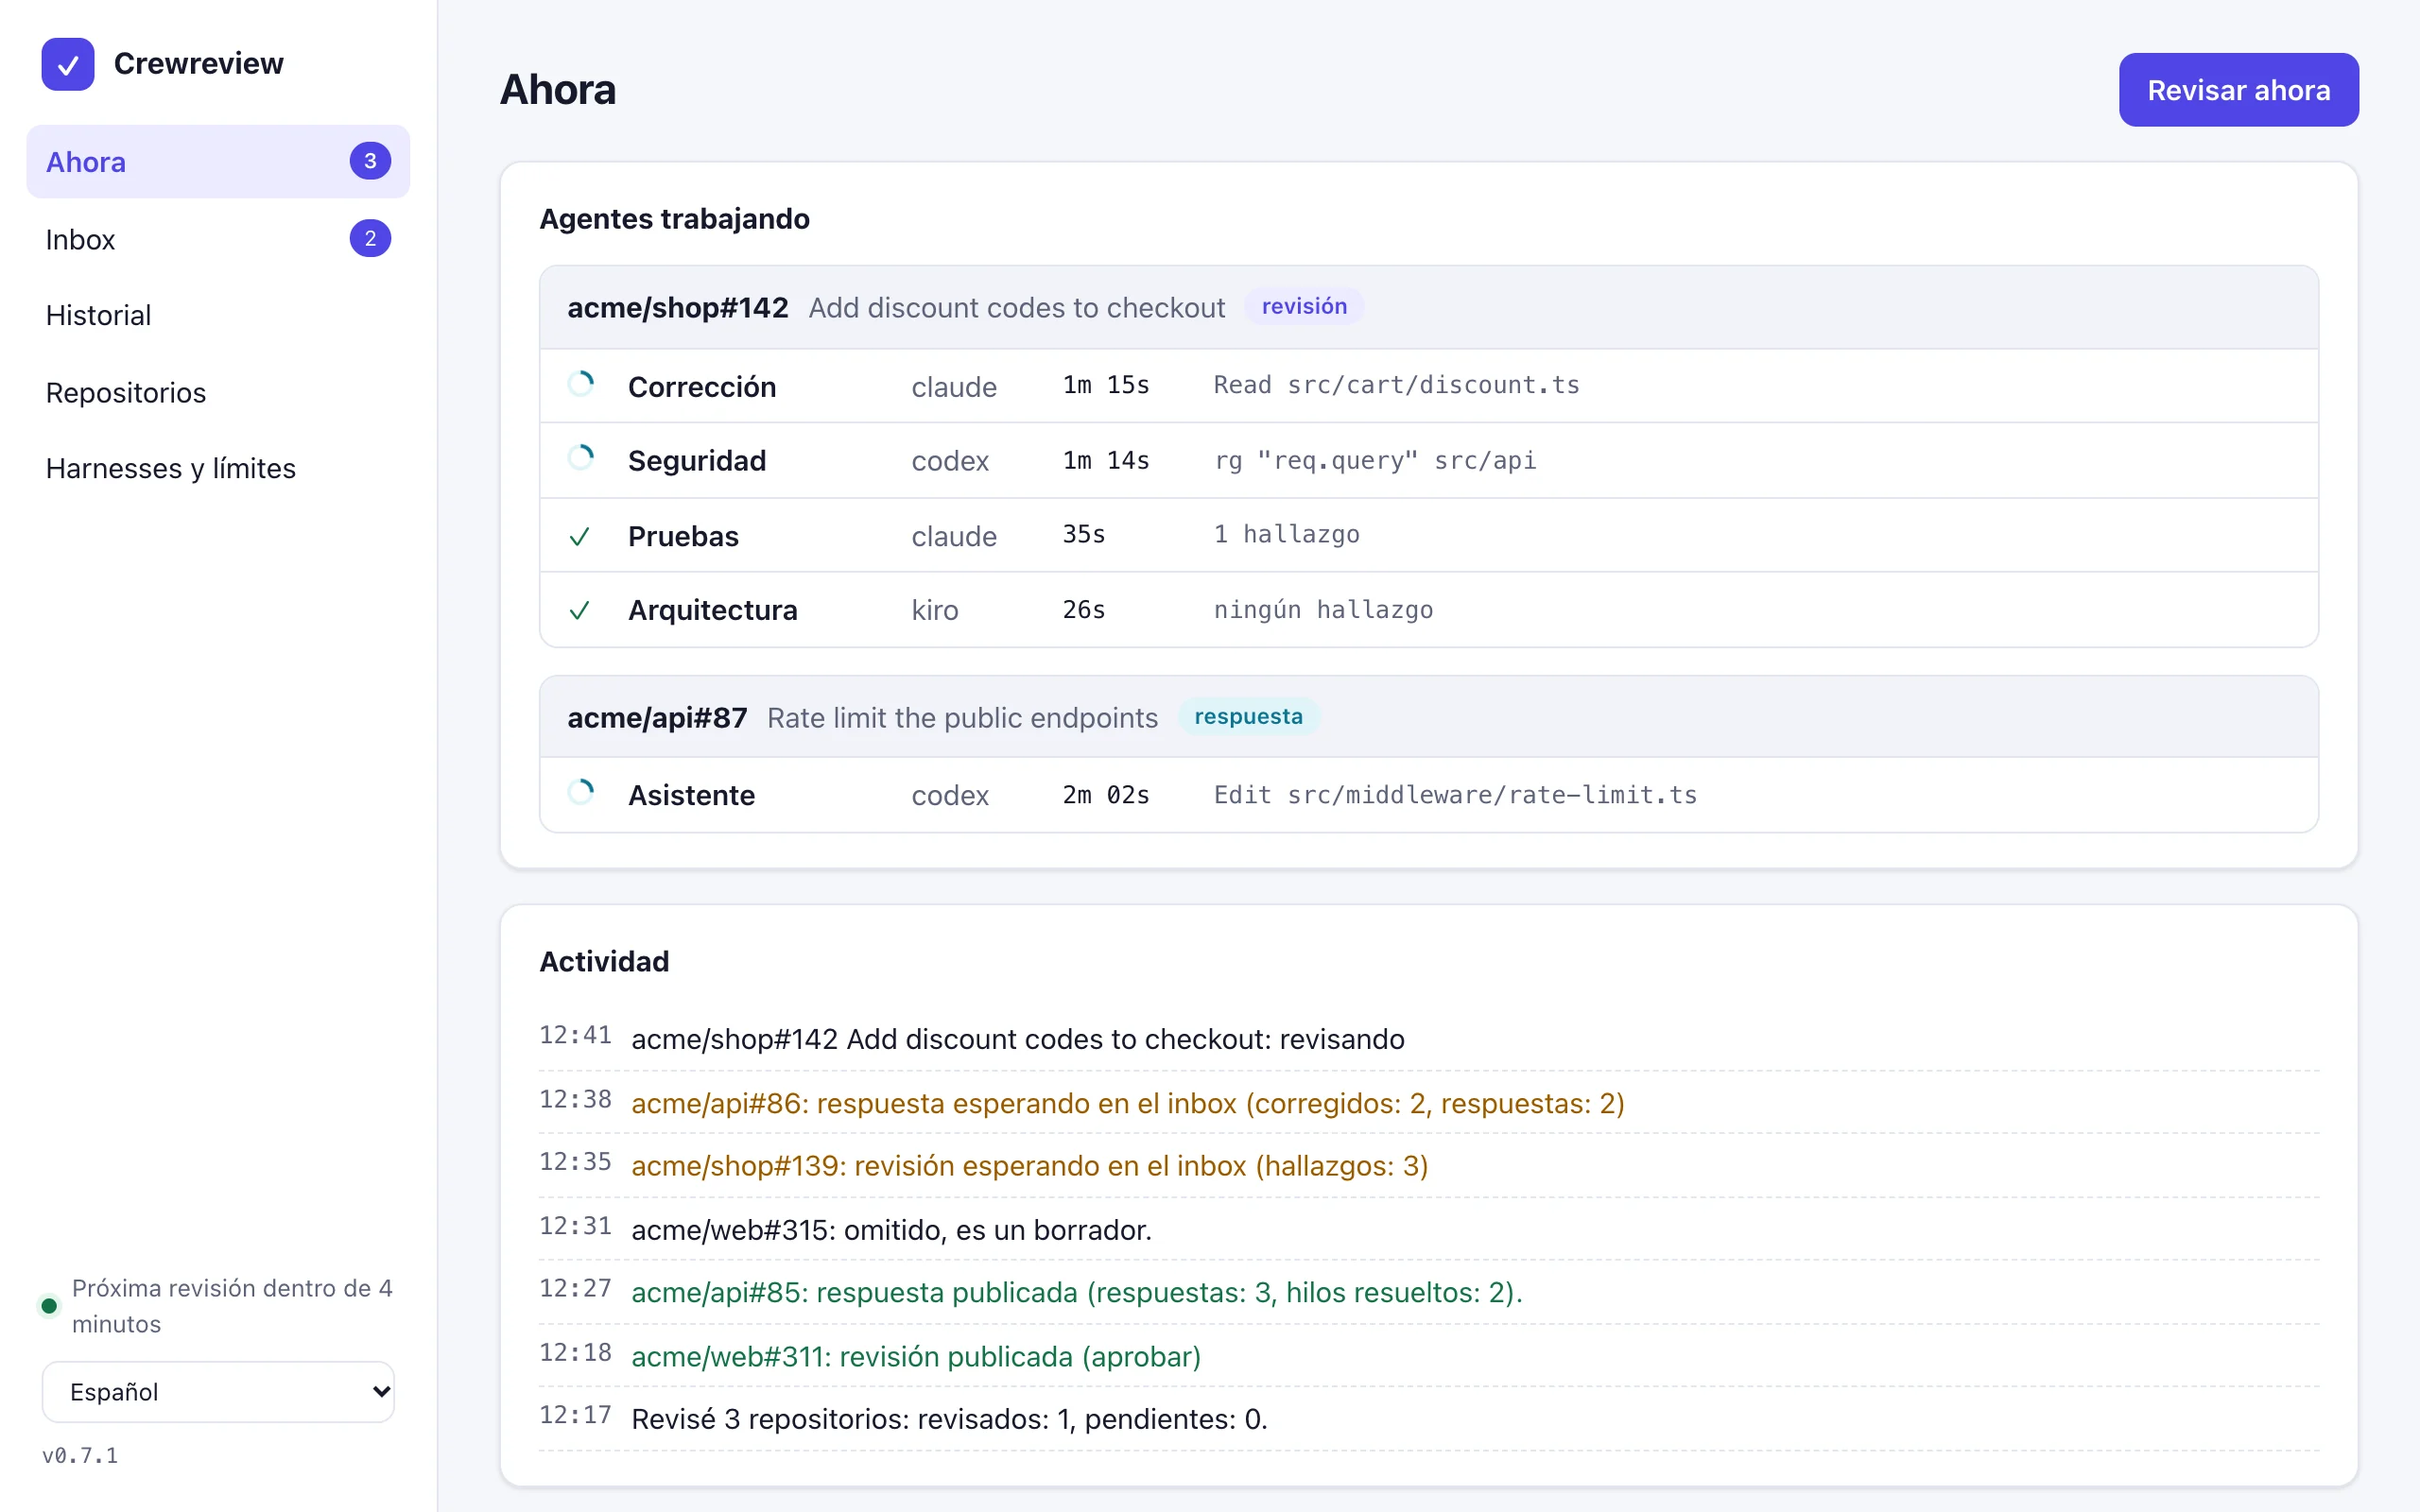 Crewreview
Ahora 3
Inbox 2
Historial
Repositorios
Harnesses y límites
Próxima revisión dentro de 4
minutos
Español
v0.7.1
Ahora
Revisar ahora
Agentes trabajando
acme/shop#142 Add discount codes to checkout revisión
Corrección claude 1m 15s Read src/cart/discount.ts
Seguridad codex 1m 14s rg "req.query" src/api
Pruebas claude 35s 1 hallazgo
Arquitectura kiro 26s ningún hallazgo
acme/api#87 Rate limit the public endpoints respuesta
Asistente codex 2m 02s Edit src/middleware/rate-limit.ts
Actividad
12:41 acme/shop#142 Add discount codes to checkout: revisando
12:38 acme/api#86: respuesta esperando en el inbox (corregidos: 2, respuestas: 2)
12:35 acme/shop#139: revisión esperando en el inbox (hallazgos: 3)
12:31 acme/web#315: omitido, es un borrador.
12:27 acme/api#85: respuesta publicada (respuestas: 3, hilos resueltos: 2).
12:18 acme/web#311: revisión publicada (aprobar)
12:17 Revisé 3 repositorios: revisados: 1, pendientes: 0.